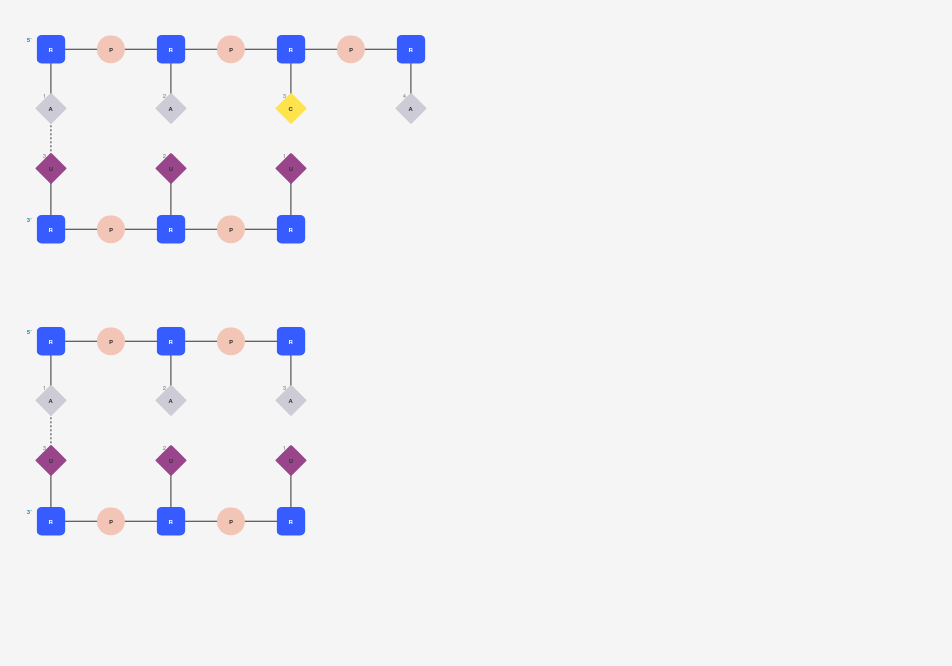 5'
R P R P R P R
1 2 3 4
A A C A
3 2 1
U U U
3'
R P R P R
5'
R P R P R
1 2 3
A A A
3 2 1
U U U
3'
R P R P R